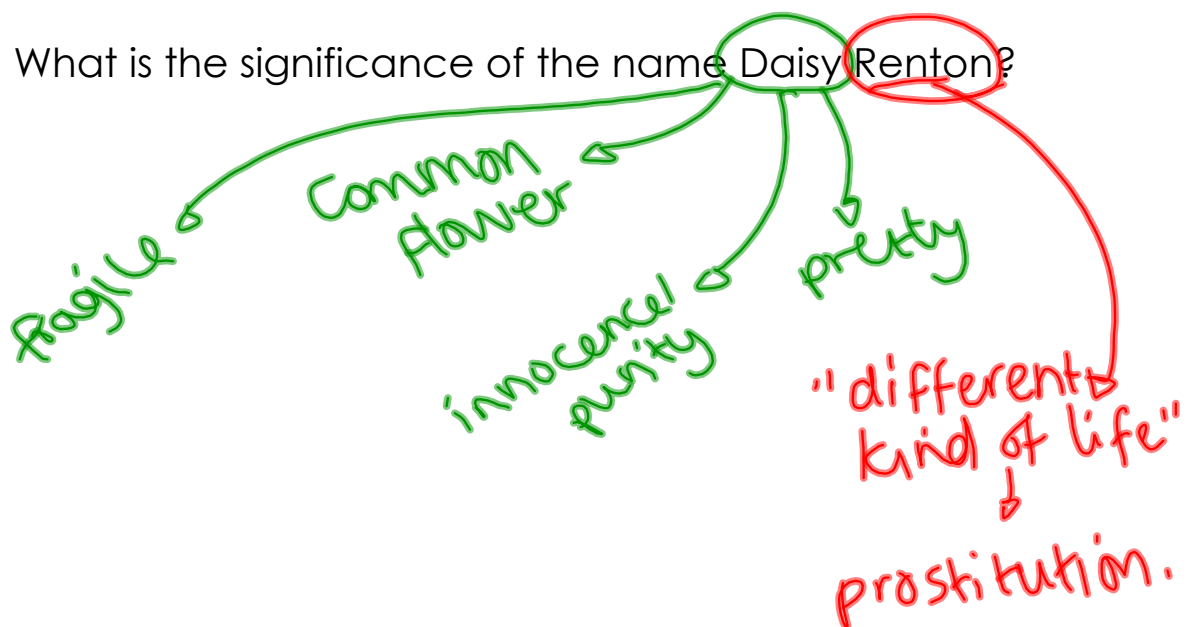 What is the significance of the name Daisy Renton?
Common
flower
fragile
pretty
innocence/
purity
"different
kind of life"
prostitution.